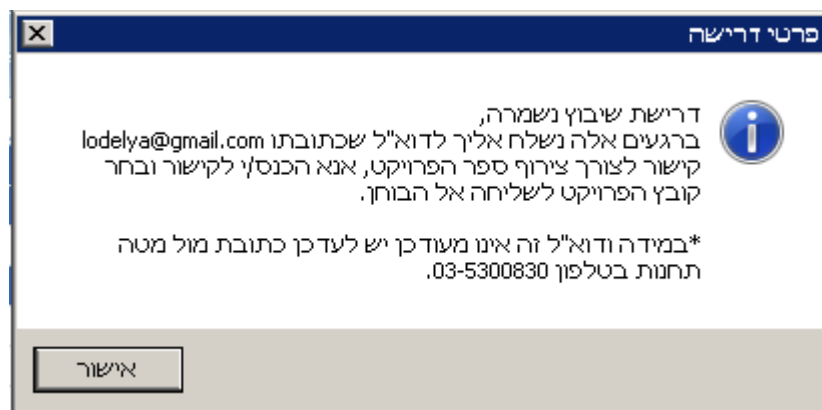 פרטי דרישה
דרישת שיבוץ נשמרה,
ברגעים אלה נשלח אליך לדוא"ל שכתובתו lodelya@gmail.com
קישור לצורך צירוף ספר הפרויקט, אנא הכנס/י לקישור ובחר
קובץ הפרויקט לשליחה אל הבוחן.
*במידה ודוא"ל זה אינו מעודכן יש לעדכן כתובת מול מטה
תחנות בטלפון 03-5300830.
אישור